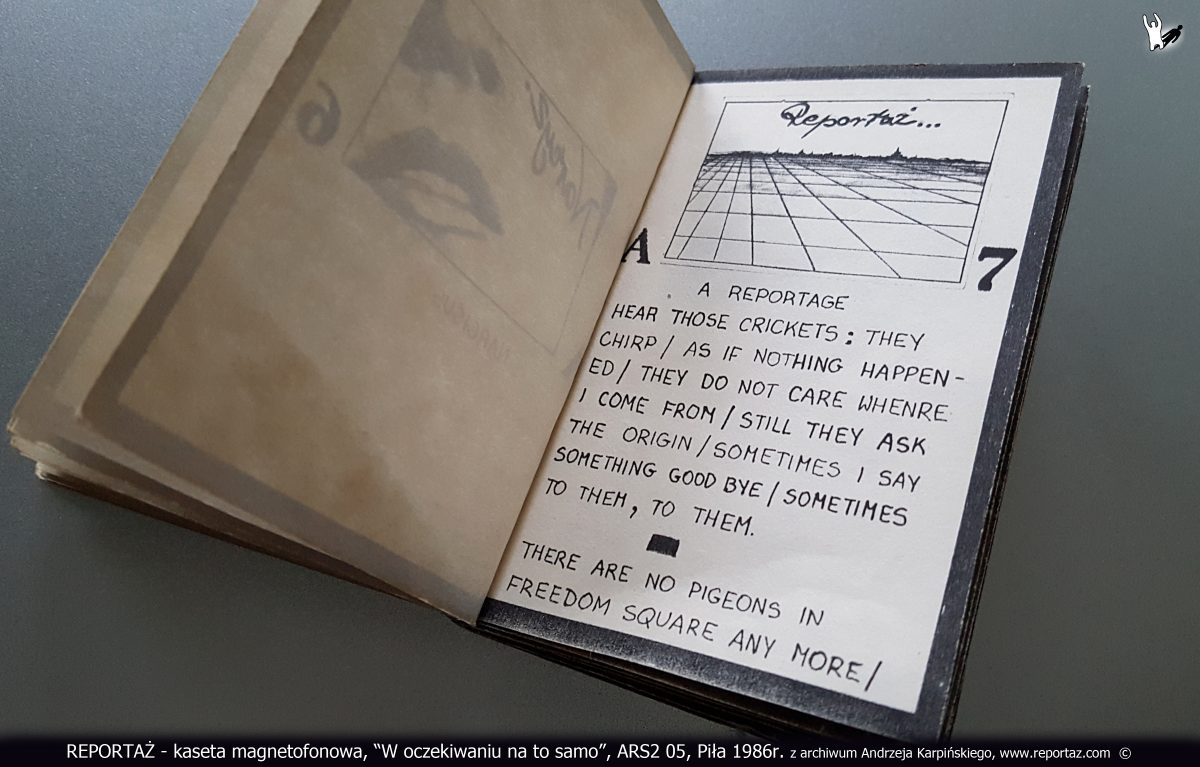 6
Reportaż...
A 7
A REPORTAGE
HEAR THOSE CRICKETS : THEY
CHIRP / AS IF NOTHING HAPPEN-
ED / THEY DO NOT CARE WHENRE
I COME FROM / STILL THEY ASK
THE ORIGIN / SOMETIMES I SAY
SOMETHING GOOD BYE / SOMETIMES
TO THEM, TO THEM.
THERE ARE NO PIGEONS IN
FREEDOM SQUARE ANY MORE /
REPORTAŻ - kaseta magnetofonowa, “W oczekiwaniu na to samo”, ARS2 05, Piła 1986r. z archiwum Andrzeja Karpińskiego, www.reportaz.com ©